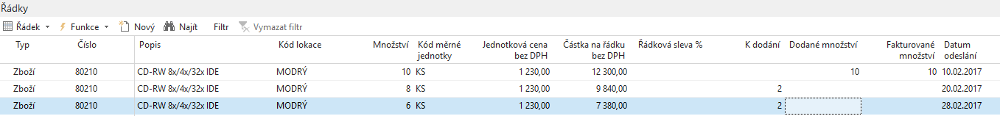 Řádky
Řádek Funkce Nový Najít Filtr Vymazat filtr
Typ Číslo Popis Kód lokace Množství Kód měrné jednotky Jednotková cena bez DPH Částka na řádku bez DPH Řádková sleva % K dodání Dodané množství Fakturované množství Datum odeslání
Zboží 80210 CD-RW 8x/4x/32x IDE MODRÝ 10 KS 1 230,00 12 300,00 10 10 10.02.2017
Zboží 80210 CD-RW 8x/4x/32x IDE MODRÝ 8 KS 1 230,00 9 840,00 2 20.02.2017
Zboží 80210 CD-RW 8x/4x/32x IDE MODRÝ 6 KS 1 230,00 7 380,00 2 28.02.2017